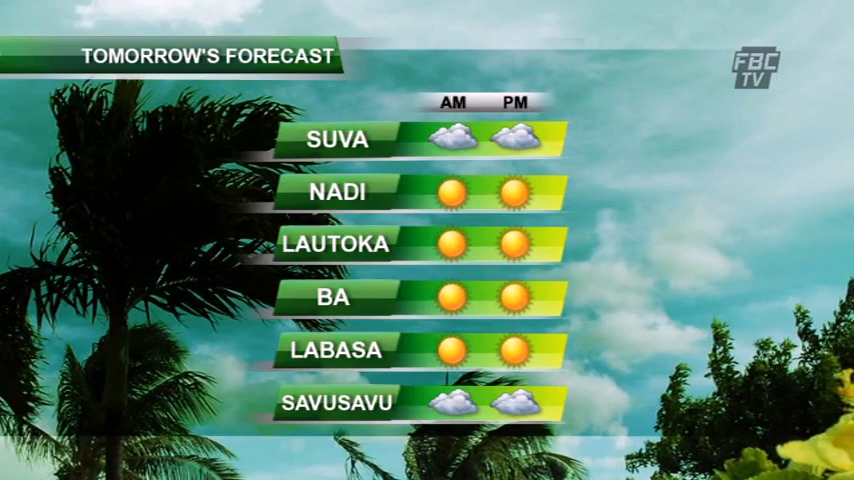 TOMORROW'S FORECAST
FBC
TV
AM PM
SUVA
NADI
LAUTOKA
BA
LABASA
SAVUSAVU